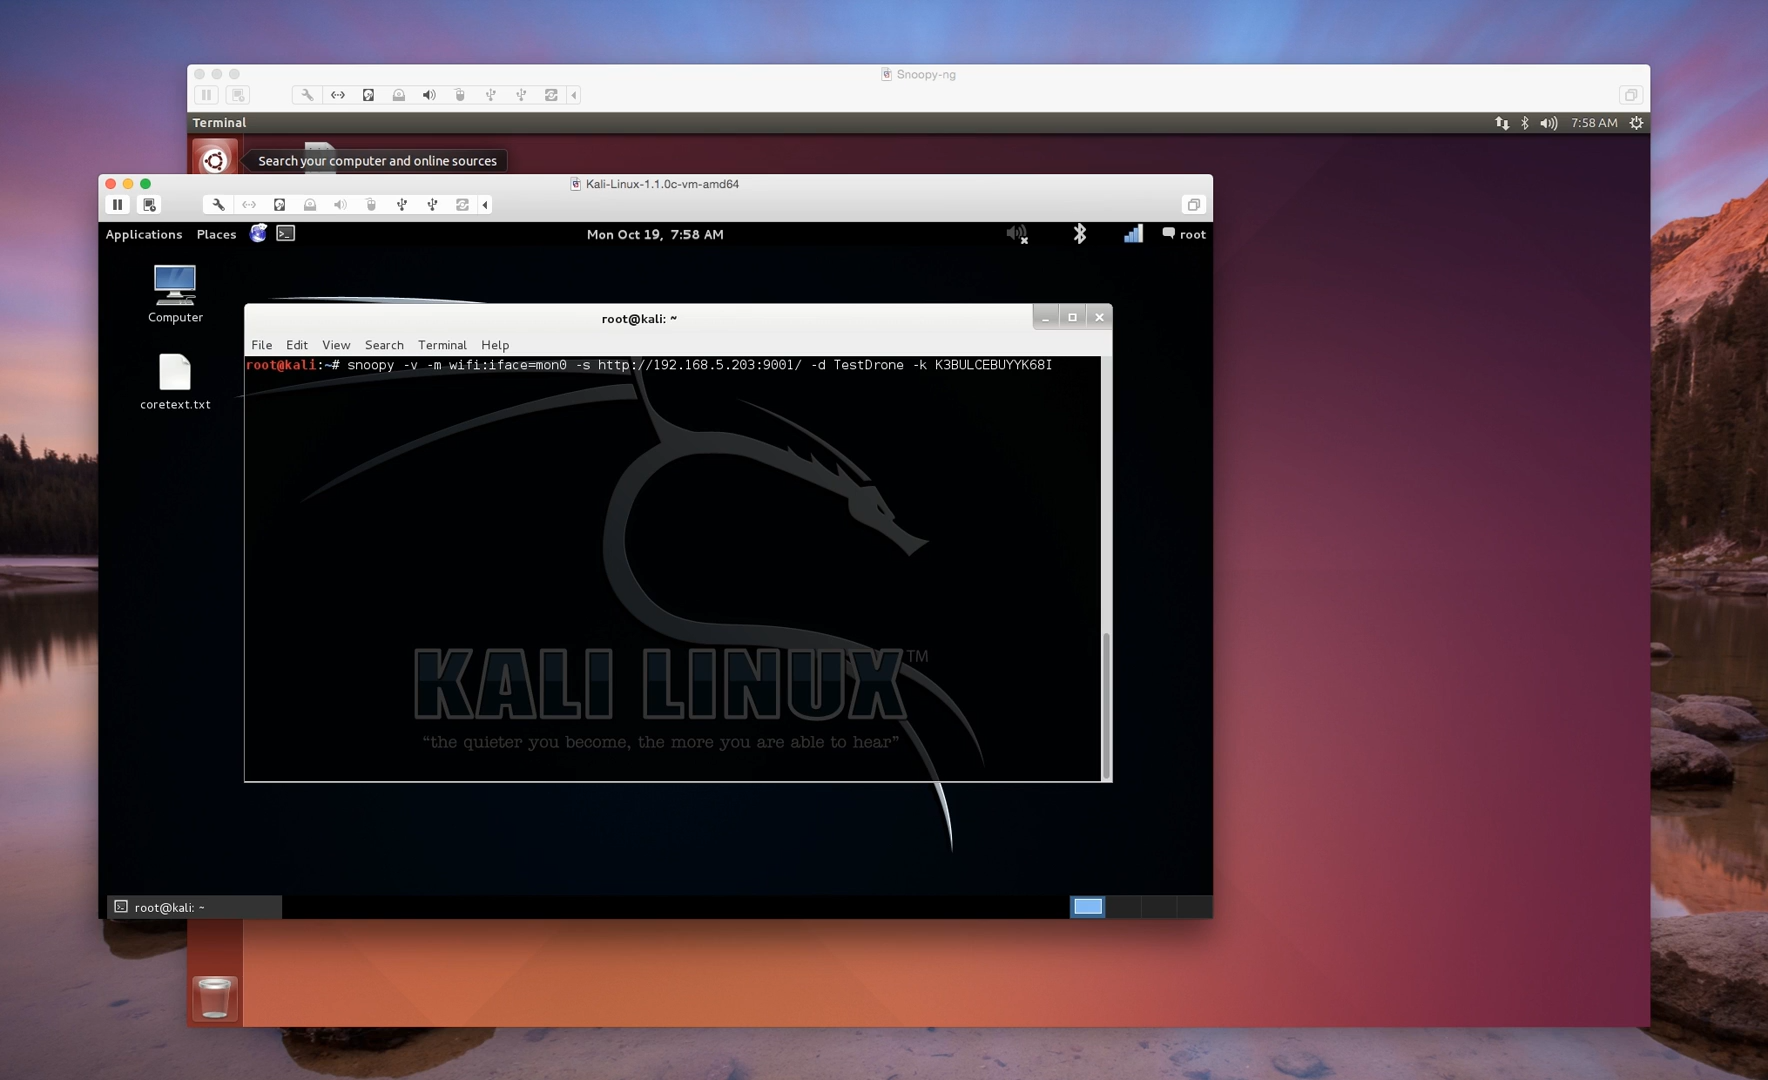 Snoopy-ng
Terminal
7:58 AM
Search your computer and online sources
Kali-Linux-1.1.0c-vm-amd64
Applications Places
Mon Oct 19, 7:58 AM
root
Computer
coretext.txt
root@kali: ~
File Edit View Search Terminal Help
root@kali:~# snoopy -v -m wifi:iface=mon0 -s http://192.168.5.203:9001/ -d TestDrone -k K3BULCEBUYYK68I
KALI LINUX™
“the quieter you become, the more you are able to hear”
root@kali: ~